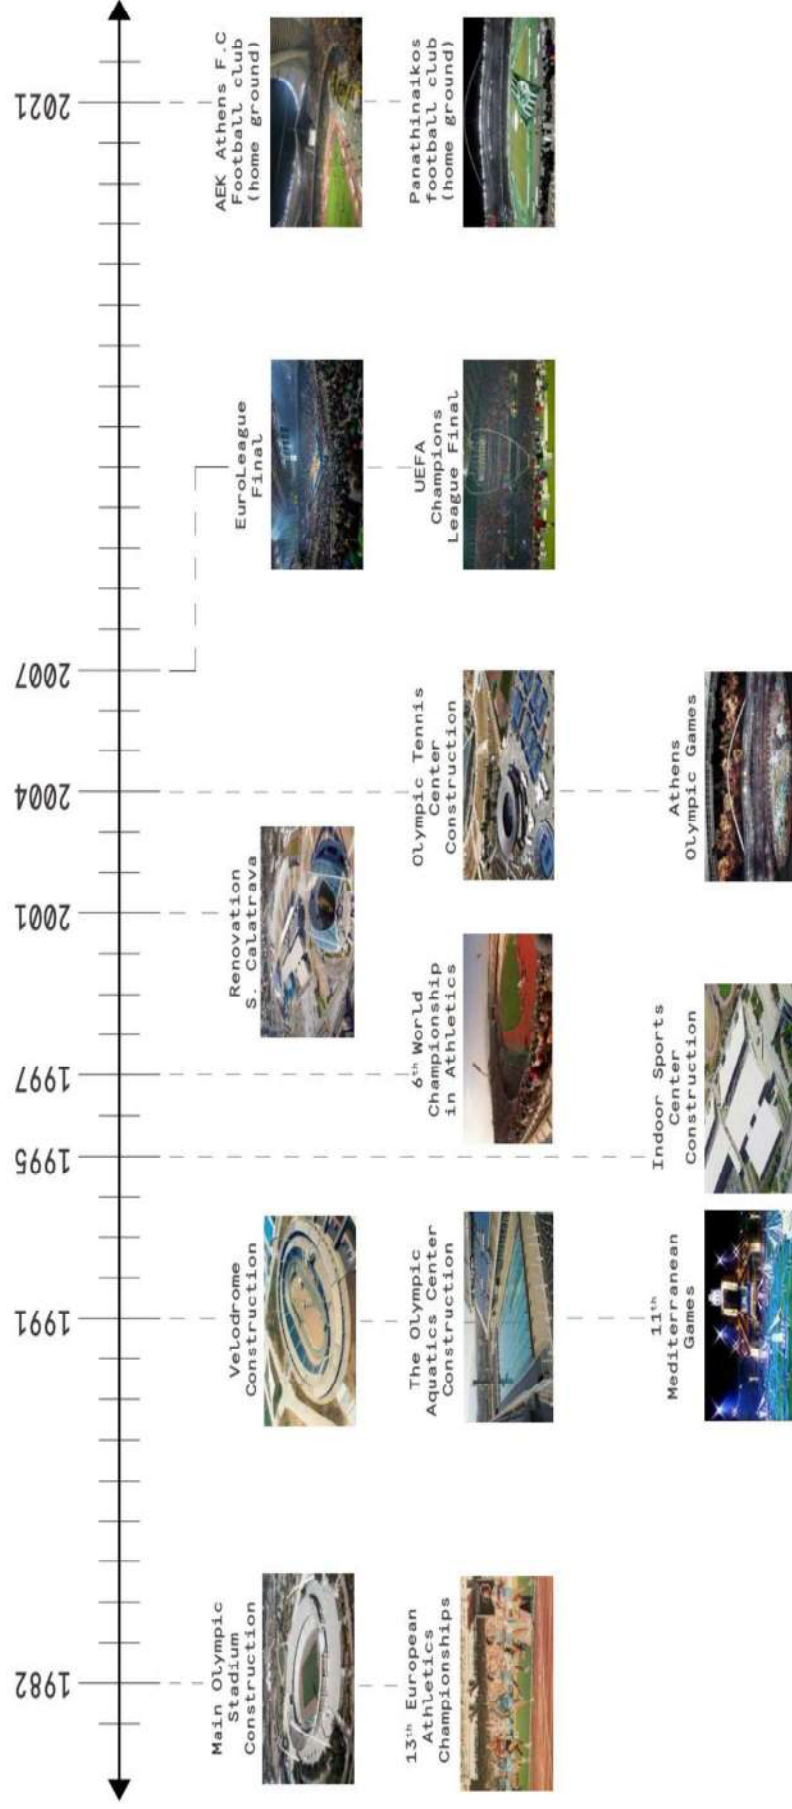 1982
1991
1995
1997
2001
2004
2007
2021
Main Olympic
Stadium
Construction
Velodrome
Construction
Renovation
S. Calatrava
EuroLeague
Final
AEK Athens F.C
Football club
(home ground)
13th European
Athletics
Championships
The Olympic
Aquatics Center
Construction
6th World
Championship
in Athletics
Olympic Tennis
Center
Construction
UEFA
Champions
League Final
Panathinaikos
football club
(home ground)
11th
Mediterranean
Games
Indoor Sports
Center
Construction
Athens
Olympic Games